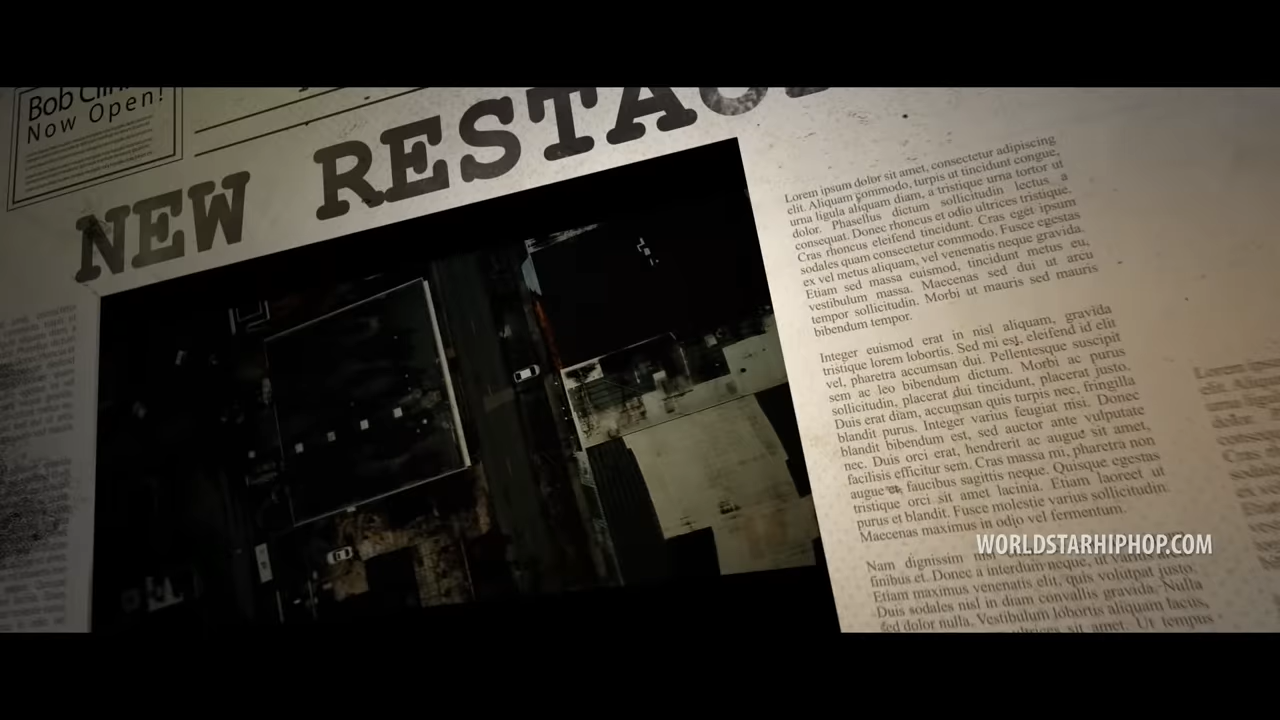 Bob Clin
Now Open!
NEW RESTAU
Lorem ipsum dolor sit amet, consectetur adipiscing
elit. Aliquam commodo, turpis ut tincidunt congue,
urna ligula aliquam diam, a tristique urna tortor ut
dolor. Phasellus dictum sollicitudin lectus a
consequat. Donec rhoncus et odio ultrices tristique.
Cras rhoncus eleifend tincidunt. Cras eget ipsum
sodales quam consectetur commodo. Fusce egestas
ex vel metus aliquam, vel venenatis neque gravida.
Etiam sed massa euismod, tincidunt metus eu,
vestibulum massa. Maecenas sed dui ut arcu
tempor sollicitudin. Morbi ut mauris sed mauris
bibendum tempor.
Integer euismod erat in nisl aliquam, gravida
tristique lorem lobortis. Sed mi est, eleifend id elit
vel, pharetra accumsan dui. Pellentesque suscipit
sem ac leo bibendum dictum. Morbi ac purus
sollicitudin, placerat dui tincidunt, placerat justo.
Duis erat diam, accumsan quis turpis nec, fringilla
blandit purus. Integer varius feugiat nisi. Donec
blandit bibendum est, sed auctor ante vulputate
nec. Duis orci erat, hendrerit ac augue sit amet,
facilisis efficitur sem. Cras massa mi, pharetra non
augue et, faucibus sagittis neque. Quisque egestas
tristique orci sit amet lacinia. Etiam laoreet ut
purus et blandit. Fusce molestie varius sollicitudin.
Maecenas maximus in odio vel fermentum.
WORLDSTARHIPHOP.COM
Nam dignissim
finibus et. Donec a interdum neque, ut varius
Etiam maximus venenatis elit, quis volutpat justo.
Duis sodales nisl in diam convallis gravida. Nulla
sed dolor nulla. Vestibulum lobortis aliquam lacus,
ultrices sit amet. Ut tempus